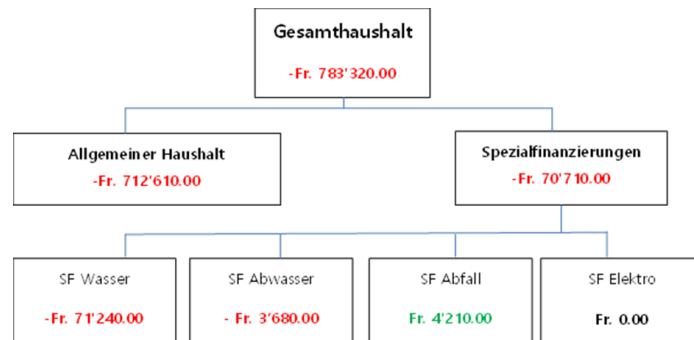 Gesamthaushalt
-Fr. 783'320.00
Allgemeiner Haushalt
-Fr. 712'610.00
Spezialfinanzierungen
-Fr. 70'710.00
SF Wasser
-Fr. 71'240.00
SF Abwasser
- Fr. 3'680.00
SF Abfall
Fr. 4'210.00
SF Elektro
Fr. 0.00